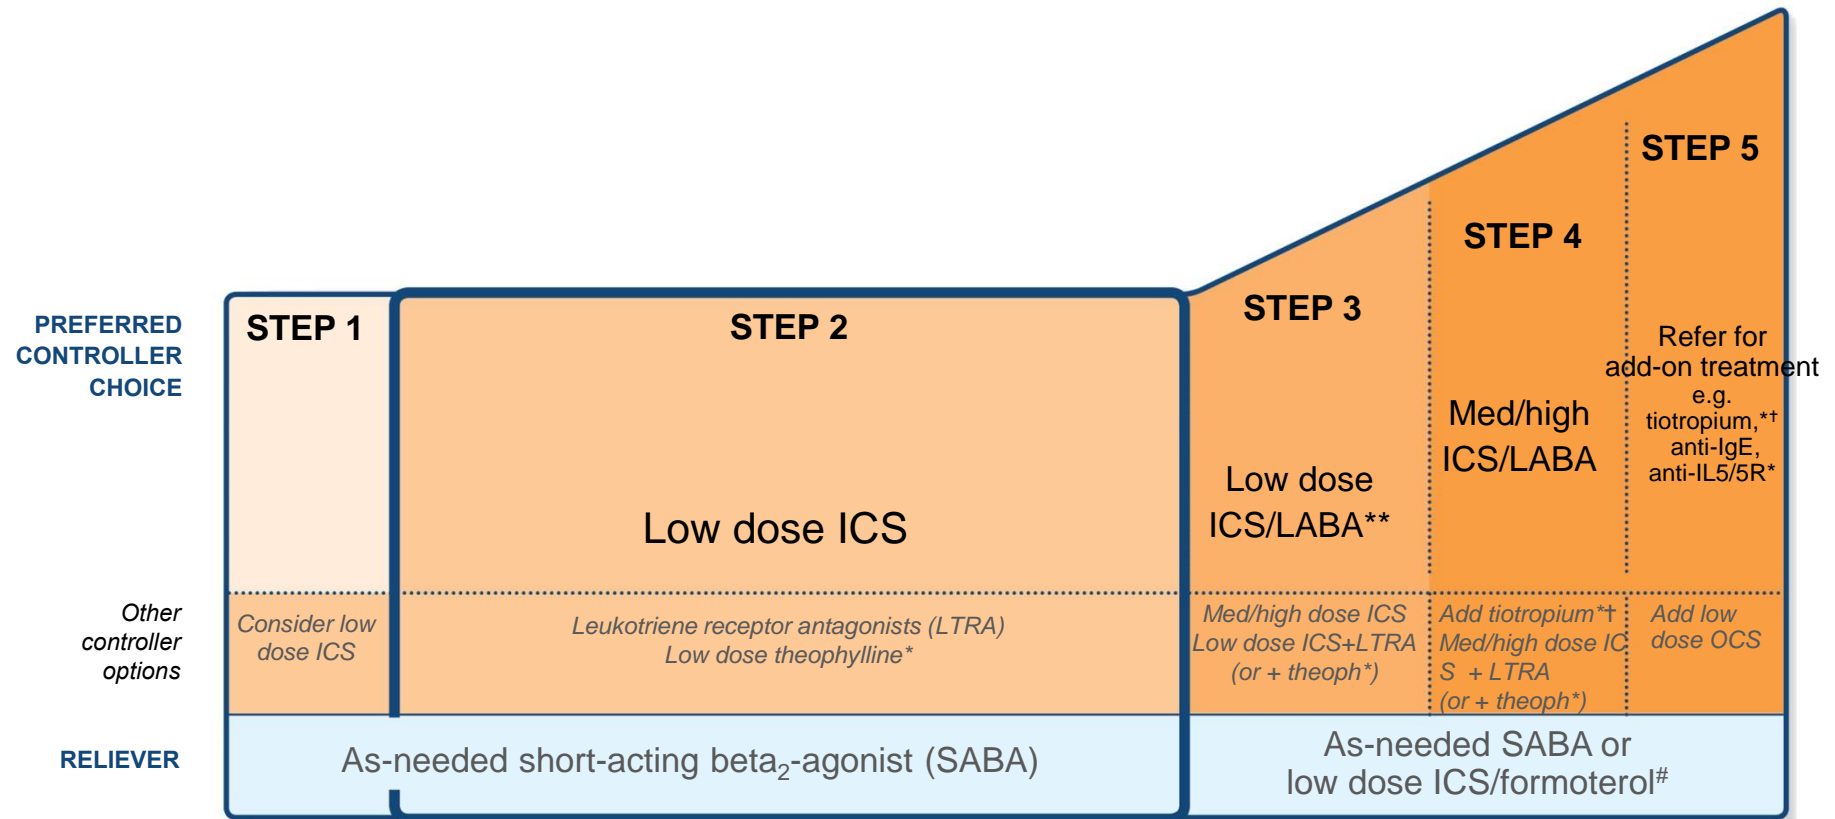 STEP 5
STEP 4
STEP 3
PREFERRED
CONTROLLER
CHOICE
STEP 1
STEP 2
Low dose ICS
Low dose
ICS/LABA**
Med/high
ICS/LABA
Refer for
add-on treatment
e.g.
tiotropium,*†
anti-IgE,
anti-IL5/5R*
Other
controller
options
Consider low
dose ICS
Leukotriene receptor antagonists (LTRA)
Low dose theophylline*
Med/high dose ICS
Low dose ICS+LTRA
(or + theoph*)
Add tiotropium*†
Med/high dose IC
S + LTRA
(or + theoph*)
Add low
dose OCS
RELIEVER
As-needed short-acting beta₂-agonist (SABA)
As-needed SABA or
low dose ICS/formoterol#